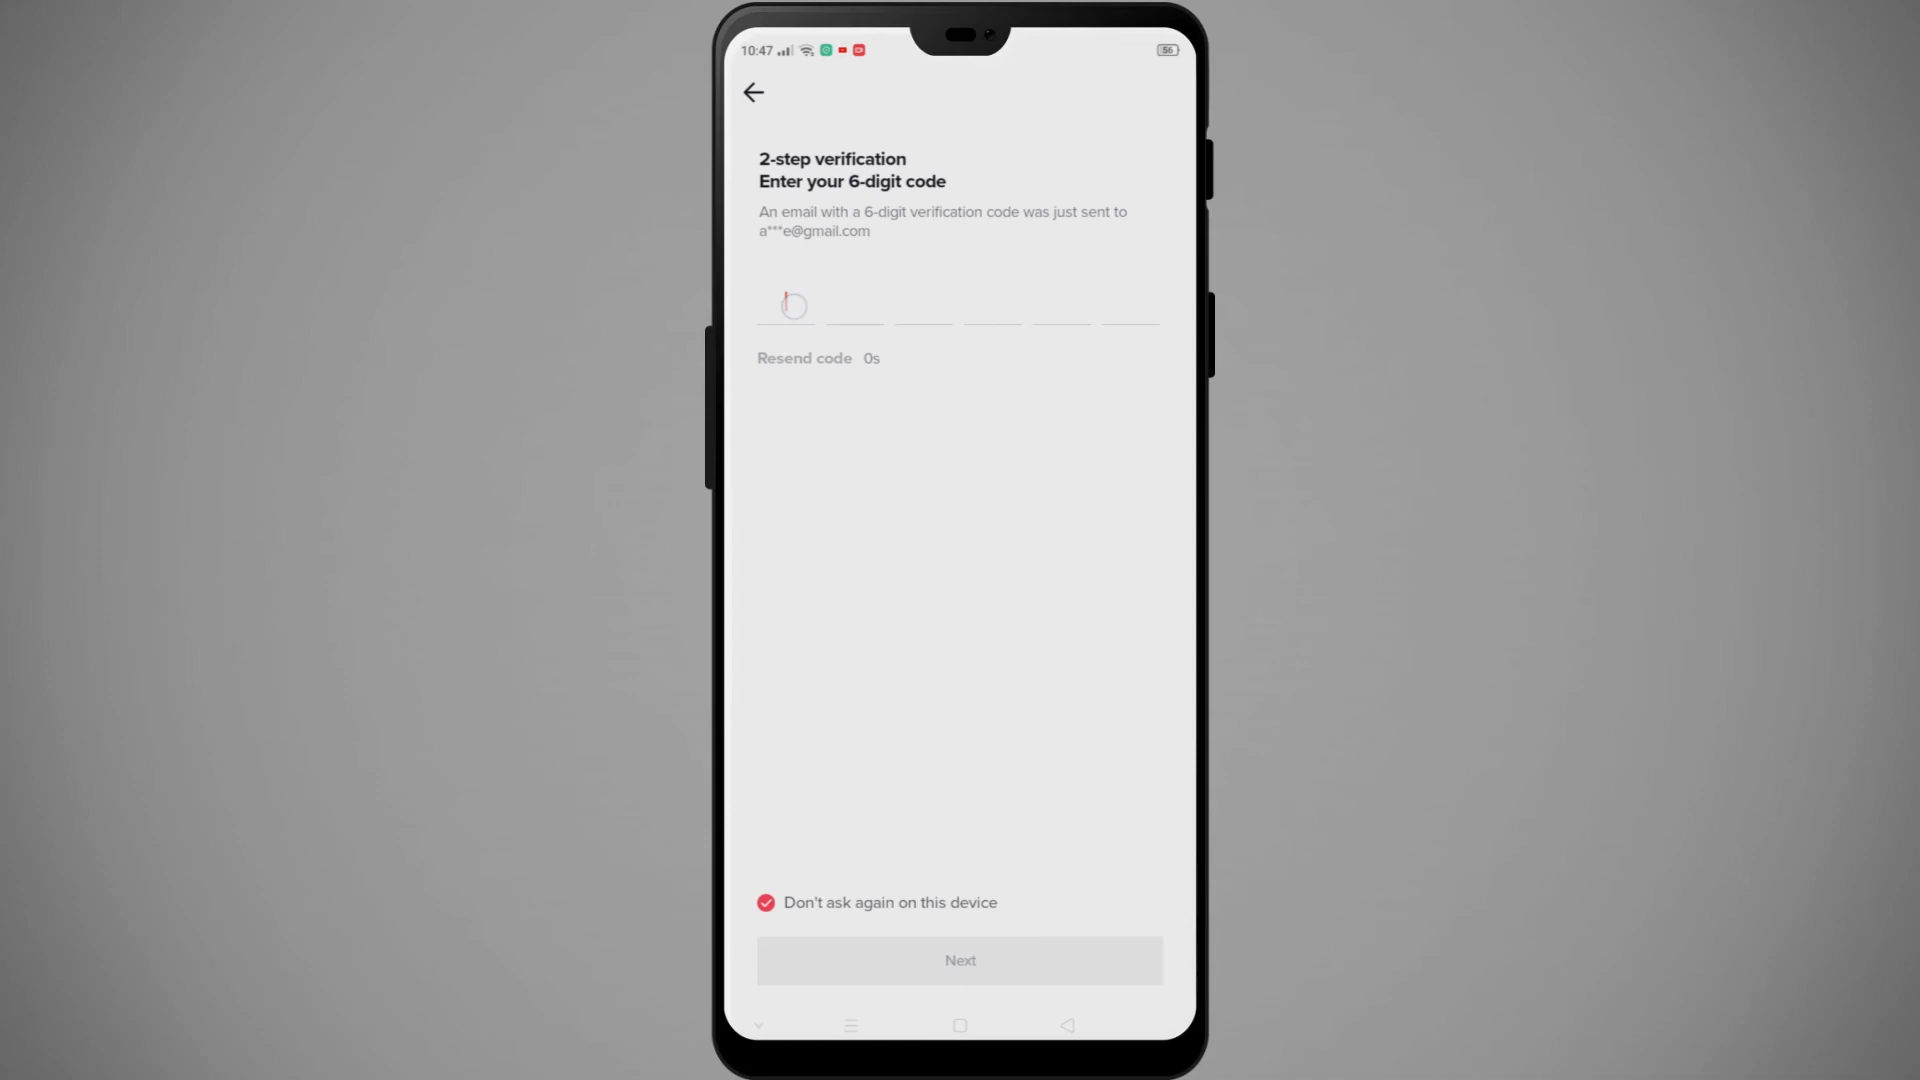 10:47
56
2-step verification
Enter your 6-digit code
An email with a 6-digit verification code was just sent to
a***e@gmail.com
Resend code 0s
Don't ask again on this device
Next